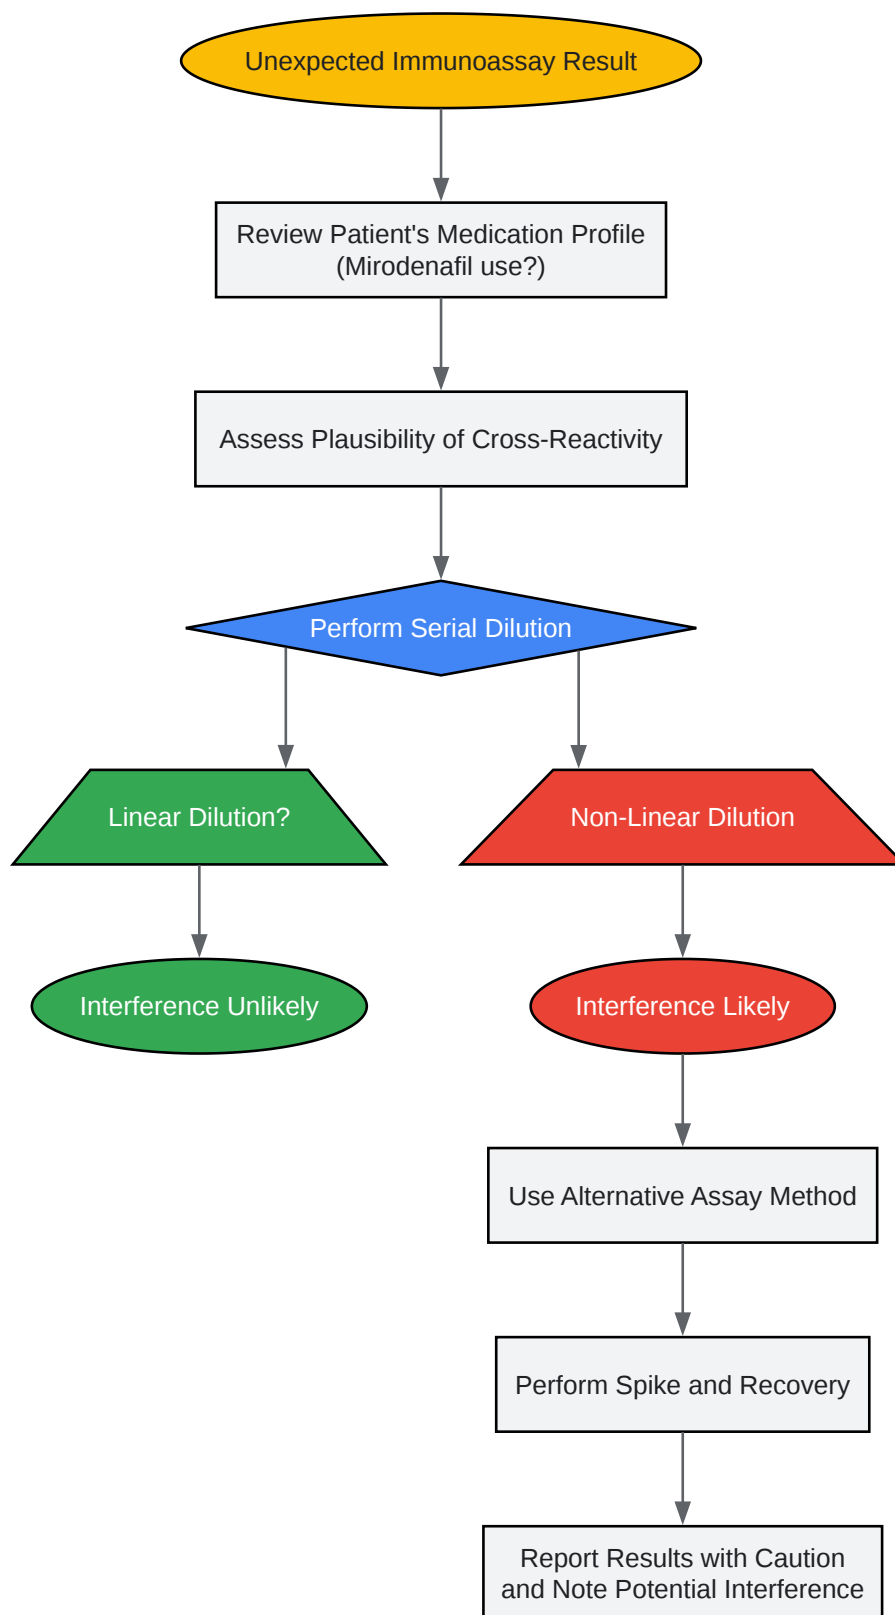 Unexpected Immunoassay Result
Review Patient's Medication Profile
(Mirodenafil use?)
Assess Plausibility of Cross-Reactivity
Perform Serial Dilution
Linear Dilution?
Non-Linear Dilution
Interference Unlikely
Interference Likely
Use Alternative Assay Method
Perform Spike and Recovery
Report Results with Caution
and Note Potential Interference